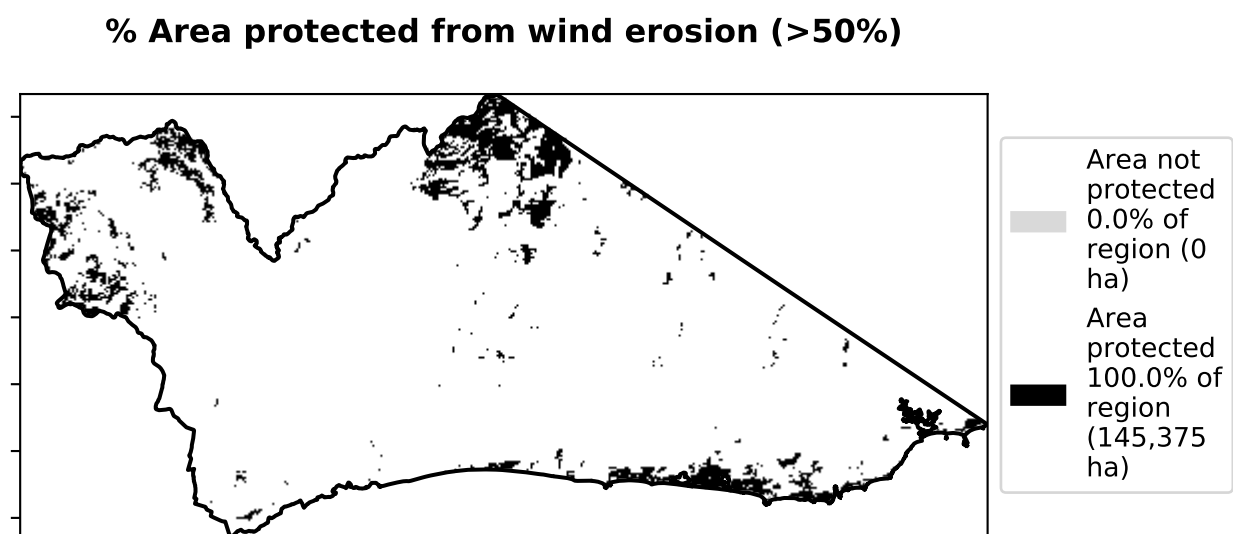 % Area protected from wind erosion (>50%)
Area not
protected
0.0% of
region (0
ha)
Area
protected
100.0% of
region
(145,375
ha)